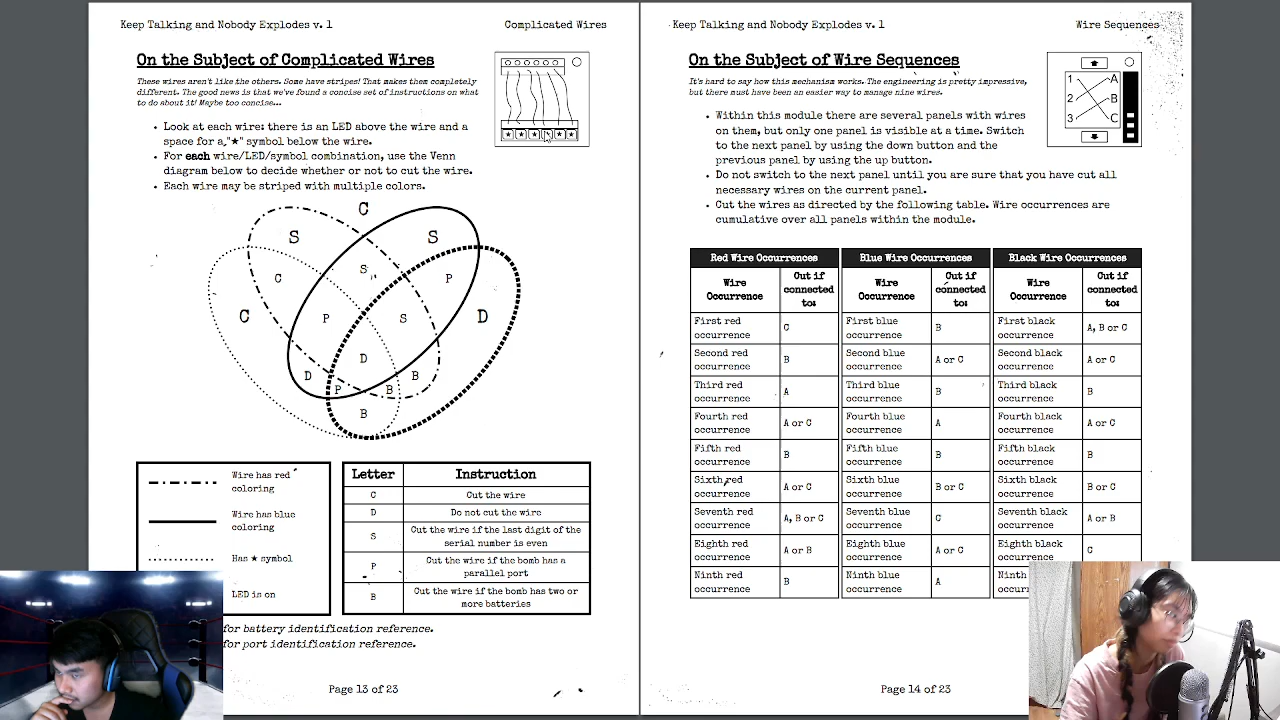 Keep Talking and Nobody Explodes v. 1
Complicated Wires
On the Subject of Complicated Wires
These wires aren't like the others. Some have stripes! That makes them completely
different. The good news is that we've found a concise set of instructions on what
to do about it! Maybe too concise...
• Look at each wire: there is an LED above the wire and a
space for a "★" symbol below the wire.
• For each wire/LED/symbol combination, use the Venn
diagram below to decide whether or not to cut the wire.
• Each wire may be striped with multiple colors.
C
S S
S
C P
C P S D
D
D B
P B
B
Wire has red
coloring
Wire has blue
coloring
Has ★ symbol
LED is on
Letter Instruction
C Cut the wire
D Do not cut the wire
S Cut the wire if the last digit of the
serial number is even
P Cut the wire if the bomb has a
parallel port
B Cut the wire if the bomb has two or
more batteries
for battery identification reference.
for port identification reference.
Page 13 of 23
Keep Talking and Nobody Explodes v. 1
Wire Sequences
On the Subject of Wire Sequences
It's hard to say how this mechanism works. The engineering is pretty impressive,
but there must have been an easier way to manage nine wires.
1 A
2 B
3 C
• Within this module there are several panels with wires
on them, but only one panel is visible at a time. Switch
to the next panel by using the down button and the
previous panel by using the up button.
• Do not switch to the next panel until you are sure that you have cut all
necessary wires on the current panel.
• Cut the wires as directed by the following table. Wire occurrences are
cumulative over all panels within the module.
Red Wire Occurrences
Wire Occurrence Cut if connected to:
First red occurrence C
Second red occurrence B
Third red occurrence A
Fourth red occurrence A or C
Fifth red occurrence B
Sixth red occurrence A or C
Seventh red occurrence A, B or C
Eighth red occurrence A or B
Ninth red occurrence B
Blue Wire Occurrences
Wire Occurrence Cut if connected to:
First blue occurrence B
Second blue occurrence A or C
Third blue occurrence B
Fourth blue occurrence A
Fifth blue occurrence B
Sixth blue occurrence B or C
Seventh blue occurrence C
Eighth blue occurrence A or C
Ninth blue occurrence A
Black Wire Occurrences
Wire Occurrence Cut if connected to:
First black occurrence A, B or C
Second black occurrence A or C
Third black occurrence B
Fourth black occurrence A or C
Fifth black occurrence B
Sixth black occurrence B or C
Seventh black occurrence A or B
Eighth black occurrence C
Ninth
Page 14 of 23